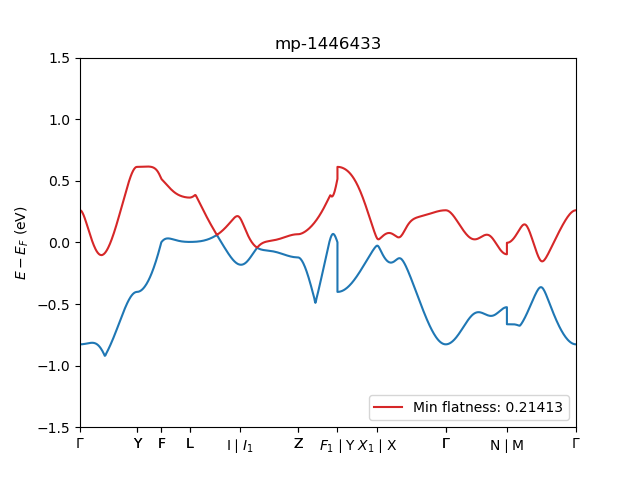 mp-1446433
1.5
1.0
0.5
0.0
−0.5
−1.0
−1.5
E − E_F (eV)
Γ Y F L I | I₁ Z F₁ | Y X₁ | X Γ N | M Γ
Min flatness: 0.21413